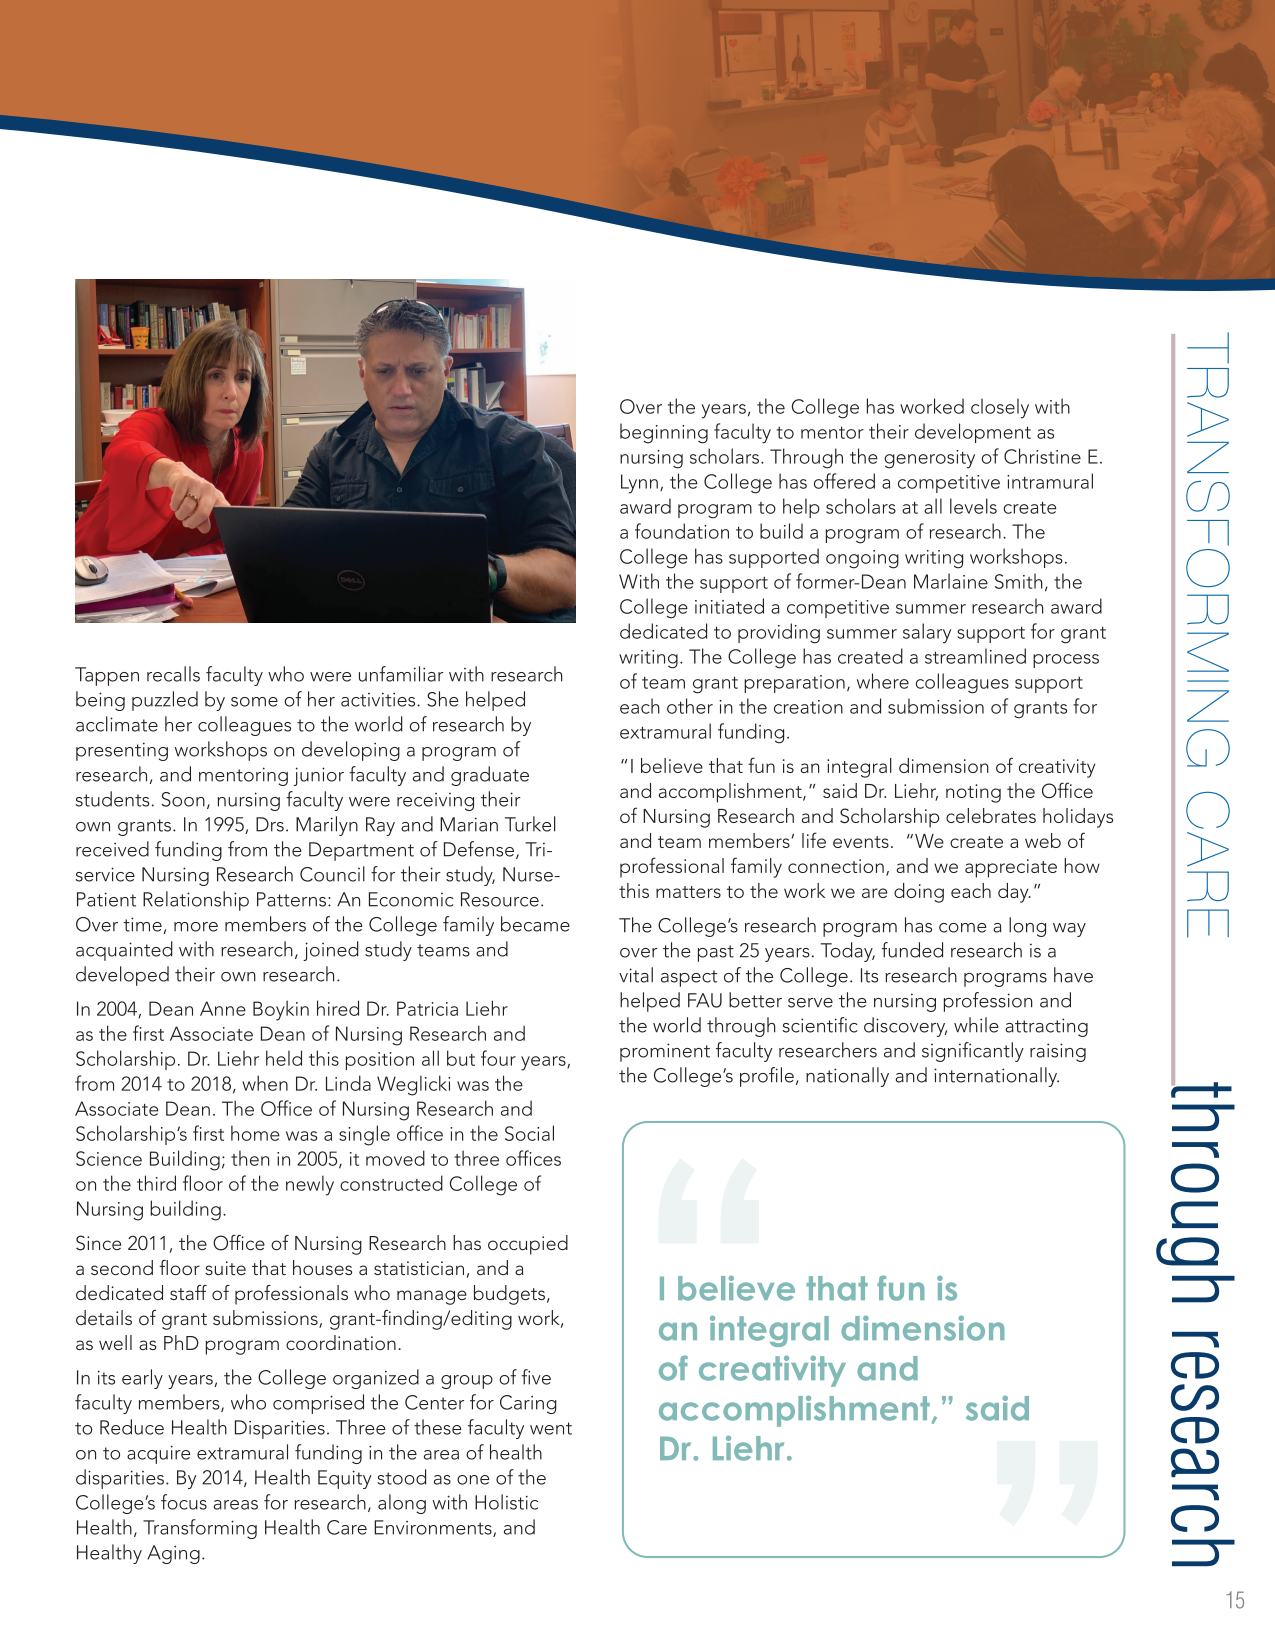 Tappen recalls faculty who were unfamiliar with research
being puzzled by some of her activities. She helped
acclimate her colleagues to the world of research by
presenting workshops on developing a program of
research, and mentoring junior faculty and graduate
students. Soon, nursing faculty were receiving their
own grants. In 1995, Drs. Marilyn Ray and Marian Turkel
received funding from the Department of Defense, Tri-
service Nursing Research Council for their study, Nurse-
Patient Relationship Patterns: An Economic Resource.
Over time, more members of the College family became
acquainted with research, joined study teams and
developed their own research.
In 2004, Dean Anne Boykin hired Dr. Patricia Liehr
as the first Associate Dean of Nursing Research and
Scholarship. Dr. Liehr held this position all but four years,
from 2014 to 2018, when Dr. Linda Weglicki was the
Associate Dean. The Office of Nursing Research and
Scholarship’s first home was a single office in the Social
Science Building; then in 2005, it moved to three offices
on the third floor of the newly constructed College of
Nursing building.
Since 2011, the Office of Nursing Research has occupied
a second floor suite that houses a statistician, and a
dedicated staff of professionals who manage budgets,
details of grant submissions, grant-finding/editing work,
as well as PhD program coordination.
In its early years, the College organized a group of five
faculty members, who comprised the Center for Caring
to Reduce Health Disparities. Three of these faculty went
on to acquire extramural funding in the area of health
disparities. By 2014, Health Equity stood as one of the
College’s focus areas for research, along with Holistic
Health, Transforming Health Care Environments, and
Healthy Aging.
Over the years, the College has worked closely with
beginning faculty to mentor their development as
nursing scholars. Through the generosity of Christine E.
Lynn, the College has offered a competitive intramural
award program to help scholars at all levels create
a foundation to build a program of research. The
College has supported ongoing writing workshops.
With the support of former-Dean Marlaine Smith, the
College initiated a competitive summer research award
dedicated to providing summer salary support for grant
writing. The College has created a streamlined process
of team grant preparation, where colleagues support
each other in the creation and submission of grants for
extramural funding.
“I believe that fun is an integral dimension of creativity
and accomplishment,” said Dr. Liehr, noting the Office
of Nursing Research and Scholarship celebrates holidays
and team members’ life events.  “We create a web of
professional family connection, and we appreciate how
this matters to the work we are doing each day.”
The College’s research program has come a long way
over the past 25 years. Today, funded research is a
vital aspect of the College. Its research programs have
helped FAU better serve the nursing profession and
the world through scientific discovery, while attracting
prominent faculty researchers and significantly raising
the College’s profile, nationally and internationally.
“
I believe that fun is
an integral dimension
of creativity and
accomplishment,” said
Dr. Liehr.
”
TRANSFORMING CARE
through research
DELL
15